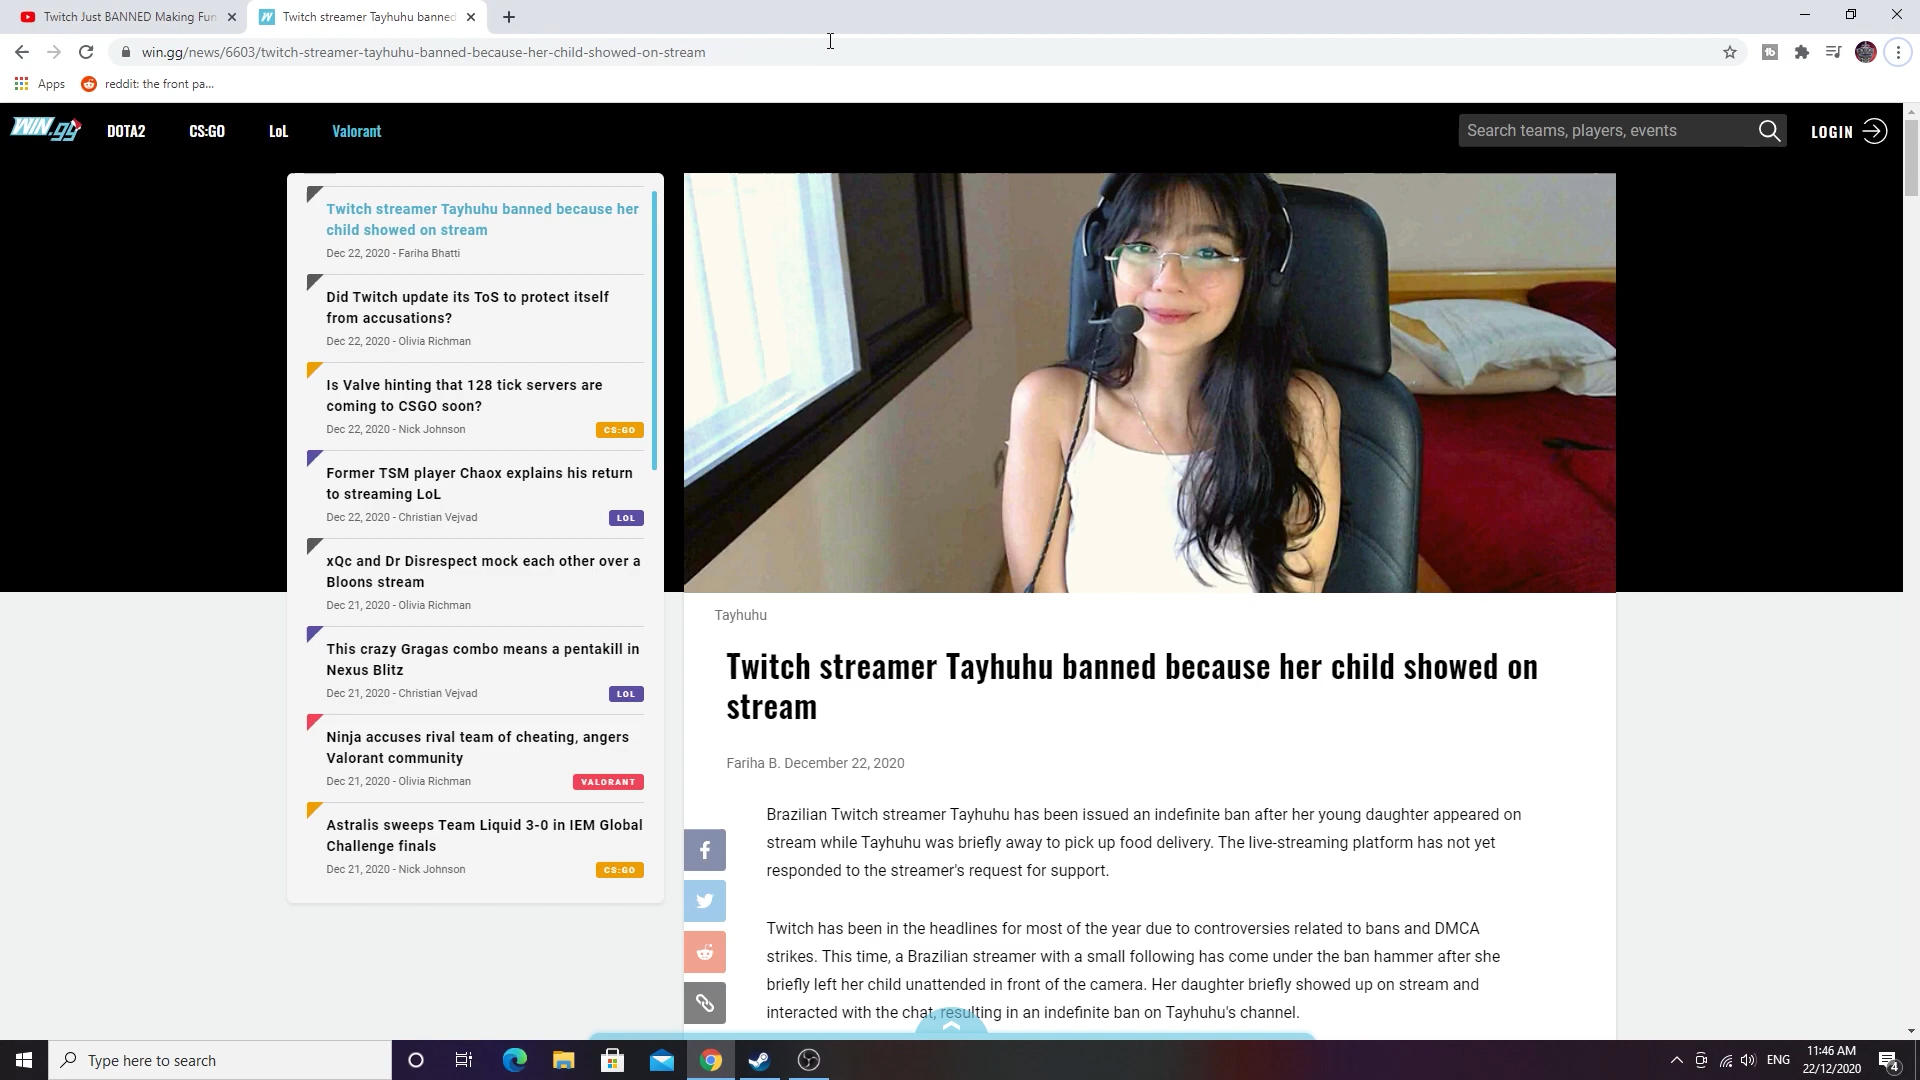 Twitch Just BANNED Making Fun
Twitch streamer Tayhuhu banned
win.gg/news/6603/twitch-streamer-tayhuhu-banned-because-her-child-showed-on-stream
Apps
reddit: the front pa...
WIN.gg
DOTA2
CS:GO
LoL
Valorant
Search teams, players, events
LOGIN
Twitch streamer Tayhuhu banned because her
child showed on stream
Dec 22, 2020 - Fariha Bhatti
Did Twitch update its ToS to protect itself
from accusations?
Dec 22, 2020 - Olivia Richman
Is Valve hinting that 128 tick servers are
coming to CSGO soon?
Dec 22, 2020 - Nick Johnson
CS:GO
Former TSM player Chaox explains his return
to streaming LoL
Dec 22, 2020 - Christian Vejvad
LOL
xQc and Dr Disrespect mock each other over a
Bloons stream
Dec 21, 2020 - Olivia Richman
This crazy Gragas combo means a pentakill in
Nexus Blitz
Dec 21, 2020 - Christian Vejvad
LOL
Ninja accuses rival team of cheating, angers
Valorant community
Dec 21, 2020 - Olivia Richman
VALORANT
Astralis sweeps Team Liquid 3-0 in IEM Global
Challenge finals
Dec 21, 2020 - Nick Johnson
CS:GO
Tayhuhu
Twitch streamer Tayhuhu banned because her child showed on
stream
Fariha B. December 22, 2020
Brazilian Twitch streamer Tayhuhu has been issued an indefinite ban after her young daughter appeared on
stream while Tayhuhu was briefly away to pick up food delivery. The live-streaming platform has not yet
responded to the streamer's request for support.
Twitch has been in the headlines for most of the year due to controversies related to bans and DMCA
strikes. This time, a Brazilian streamer with a small following has come under the ban hammer after she
briefly left her child unattended in front of the camera. Her daughter briefly showed up on stream and
interacted with the chat, resulting in an indefinite ban on Tayhuhu's channel.
Type here to search
ENG
11:46 AM
22/12/2020
4